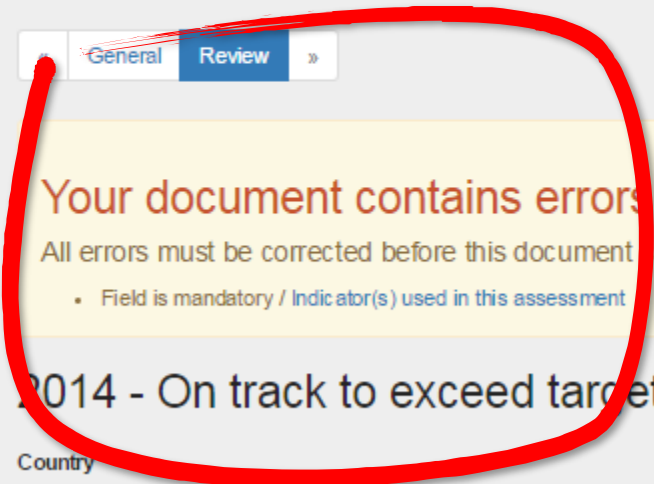 « General Review »
Your document contains errors
All errors must be corrected before this document
• Field is mandatory / Indicator(s) used in this assessment
2014 - On track to exceed target
Country